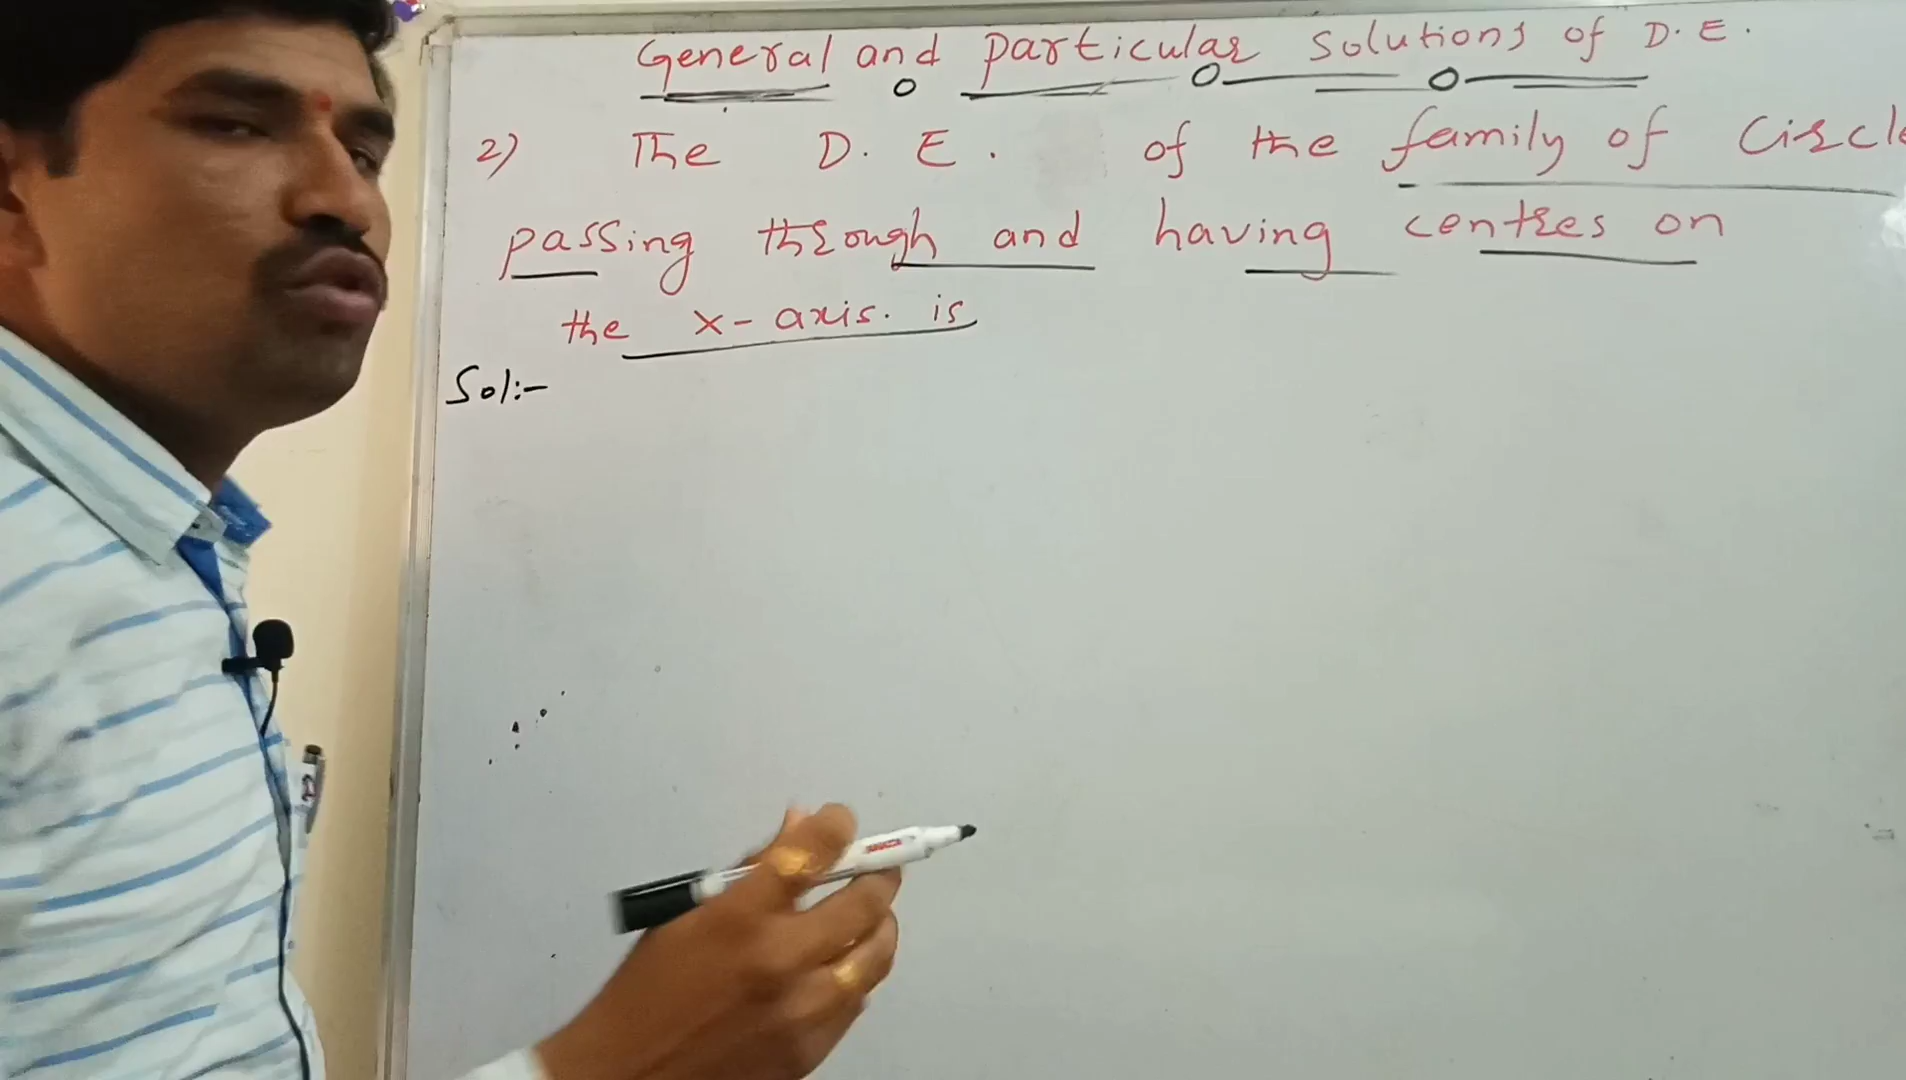 General and particular solutions of D.E.
2) The D.E. of the family of Circle
passing through and having centres on
the x-axis. is
Sol:-